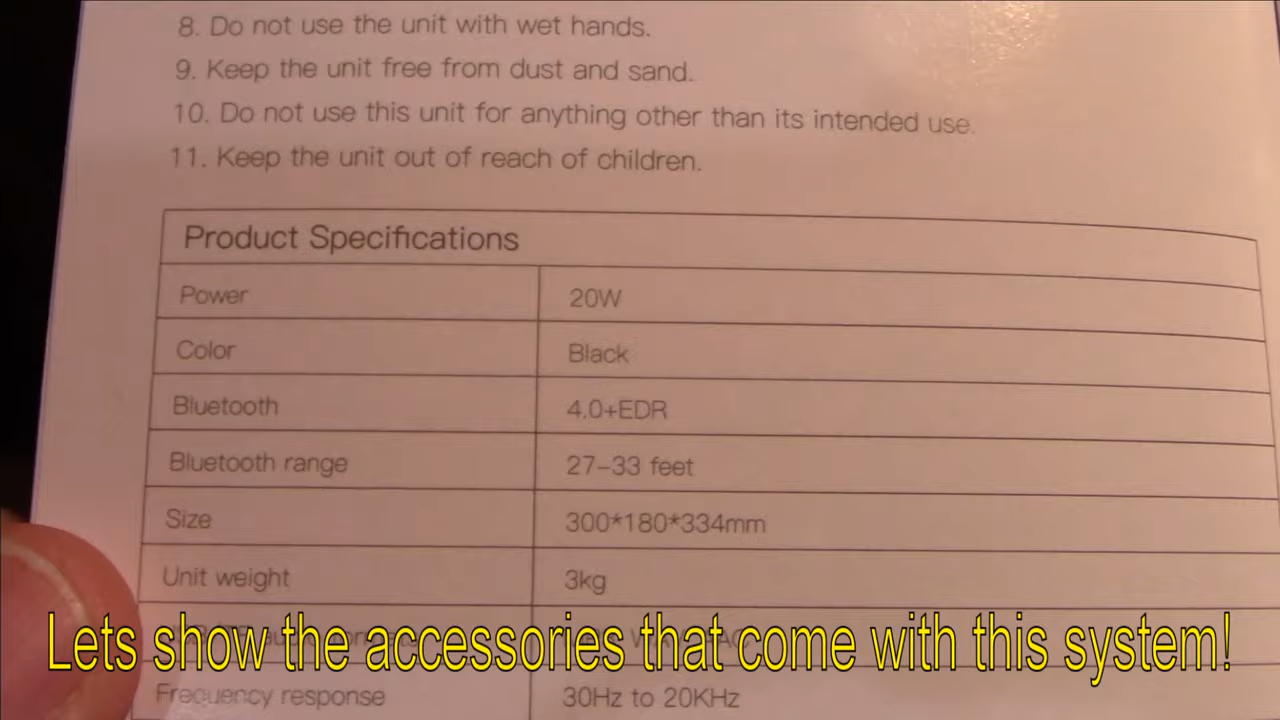 8. Do not use the unit with wet hands.
9. Keep the unit free from dust and sand.
10. Do not use this unit for anything other than its intended use.
11. Keep the unit out of reach of children.
Product Specifications
Power 20W
Color Black
Bluetooth 4.0+EDR
Bluetooth range 27-33 feet
Size 300*180*334mm
Unit weight 3kg
Lets show the accessories that come with this system!
Frequency response 30Hz to 20KHz